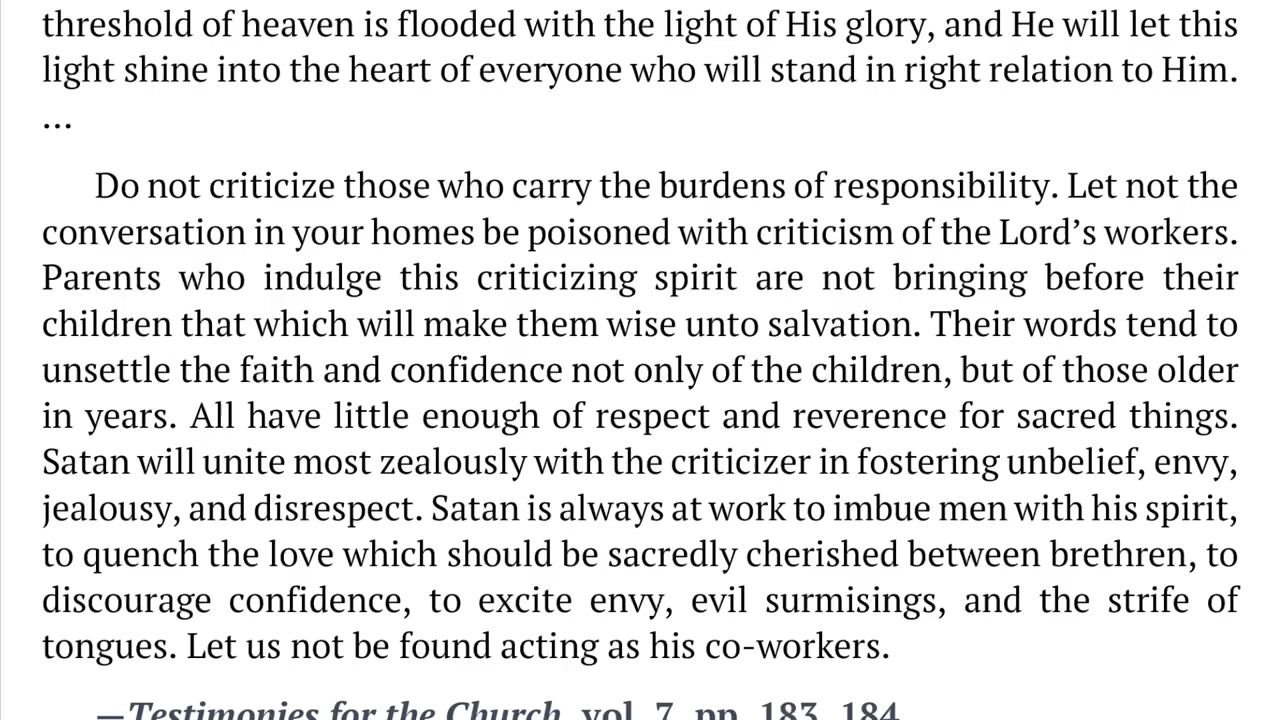 threshold of heaven is flooded with the light of His glory, and He will let this
light shine into the heart of everyone who will stand in right relation to Him.
...
Do not criticize those who carry the burdens of responsibility. Let not the
conversation in your homes be poisoned with criticism of the Lord’s workers.
Parents who indulge this criticizing spirit are not bringing before their
children that which will make them wise unto salvation. Their words tend to
unsettle the faith and confidence not only of the children, but of those older
in years. All have little enough of respect and reverence for sacred things.
Satan will unite most zealously with the criticizer in fostering unbelief, envy,
jealousy, and disrespect. Satan is always at work to imbue men with his spirit,
to quench the love which should be sacredly cherished between brethren, to
discourage confidence, to excite envy, evil surmisings, and the strife of
tongues. Let us not be found acting as his co-workers.
—Testimonies for the Church, vol. 7, pp. 183, 184